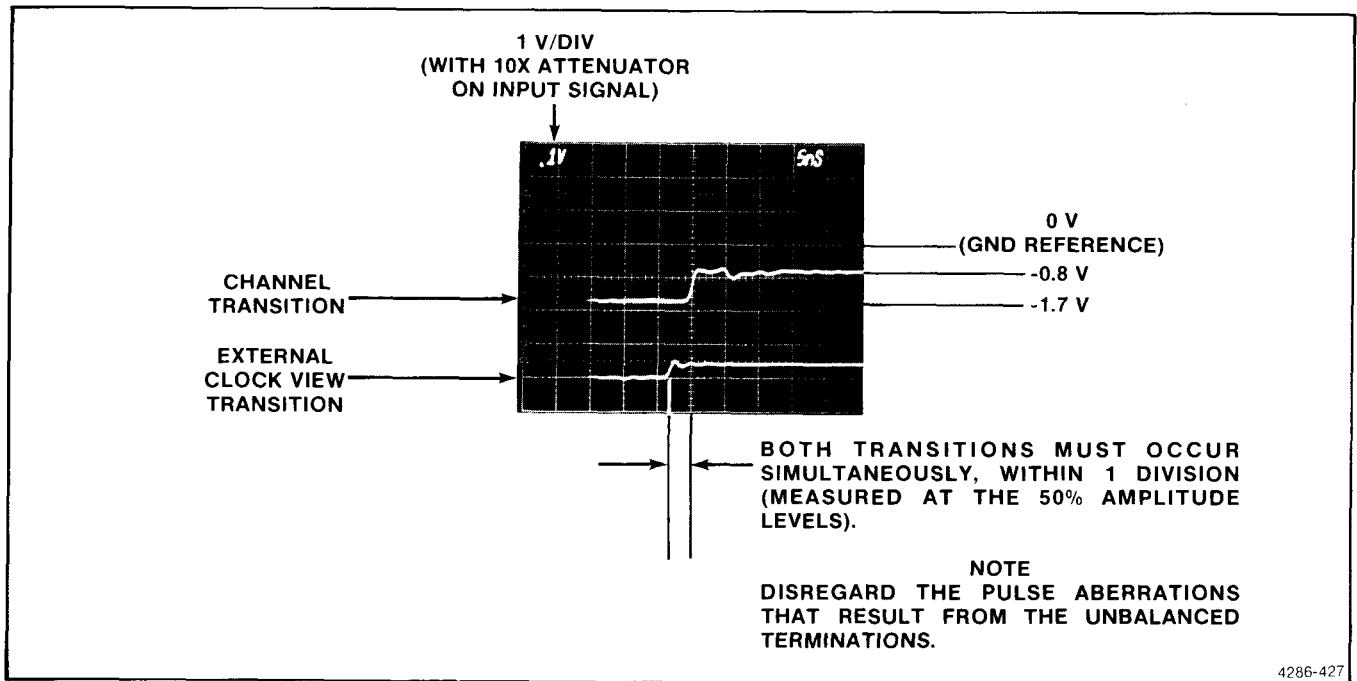 1 V/DIV
(WITH 10X ATTENUATOR
ON INPUT SIGNAL)
.1V
5nS
0 V
(GND REFERENCE)
-0.8 V
-1.7 V
CHANNEL
TRANSITION
EXTERNAL
CLOCK VIEW
TRANSITION
BOTH TRANSITIONS MUST OCCUR
SIMULTANEOUSLY, WITHIN 1 DIVISION
(MEASURED AT THE 50% AMPLITUDE
LEVELS).
NOTE
DISREGARD THE PULSE ABERRATIONS
THAT RESULT FROM THE UNBALANCED
TERMINATIONS.
4286-427